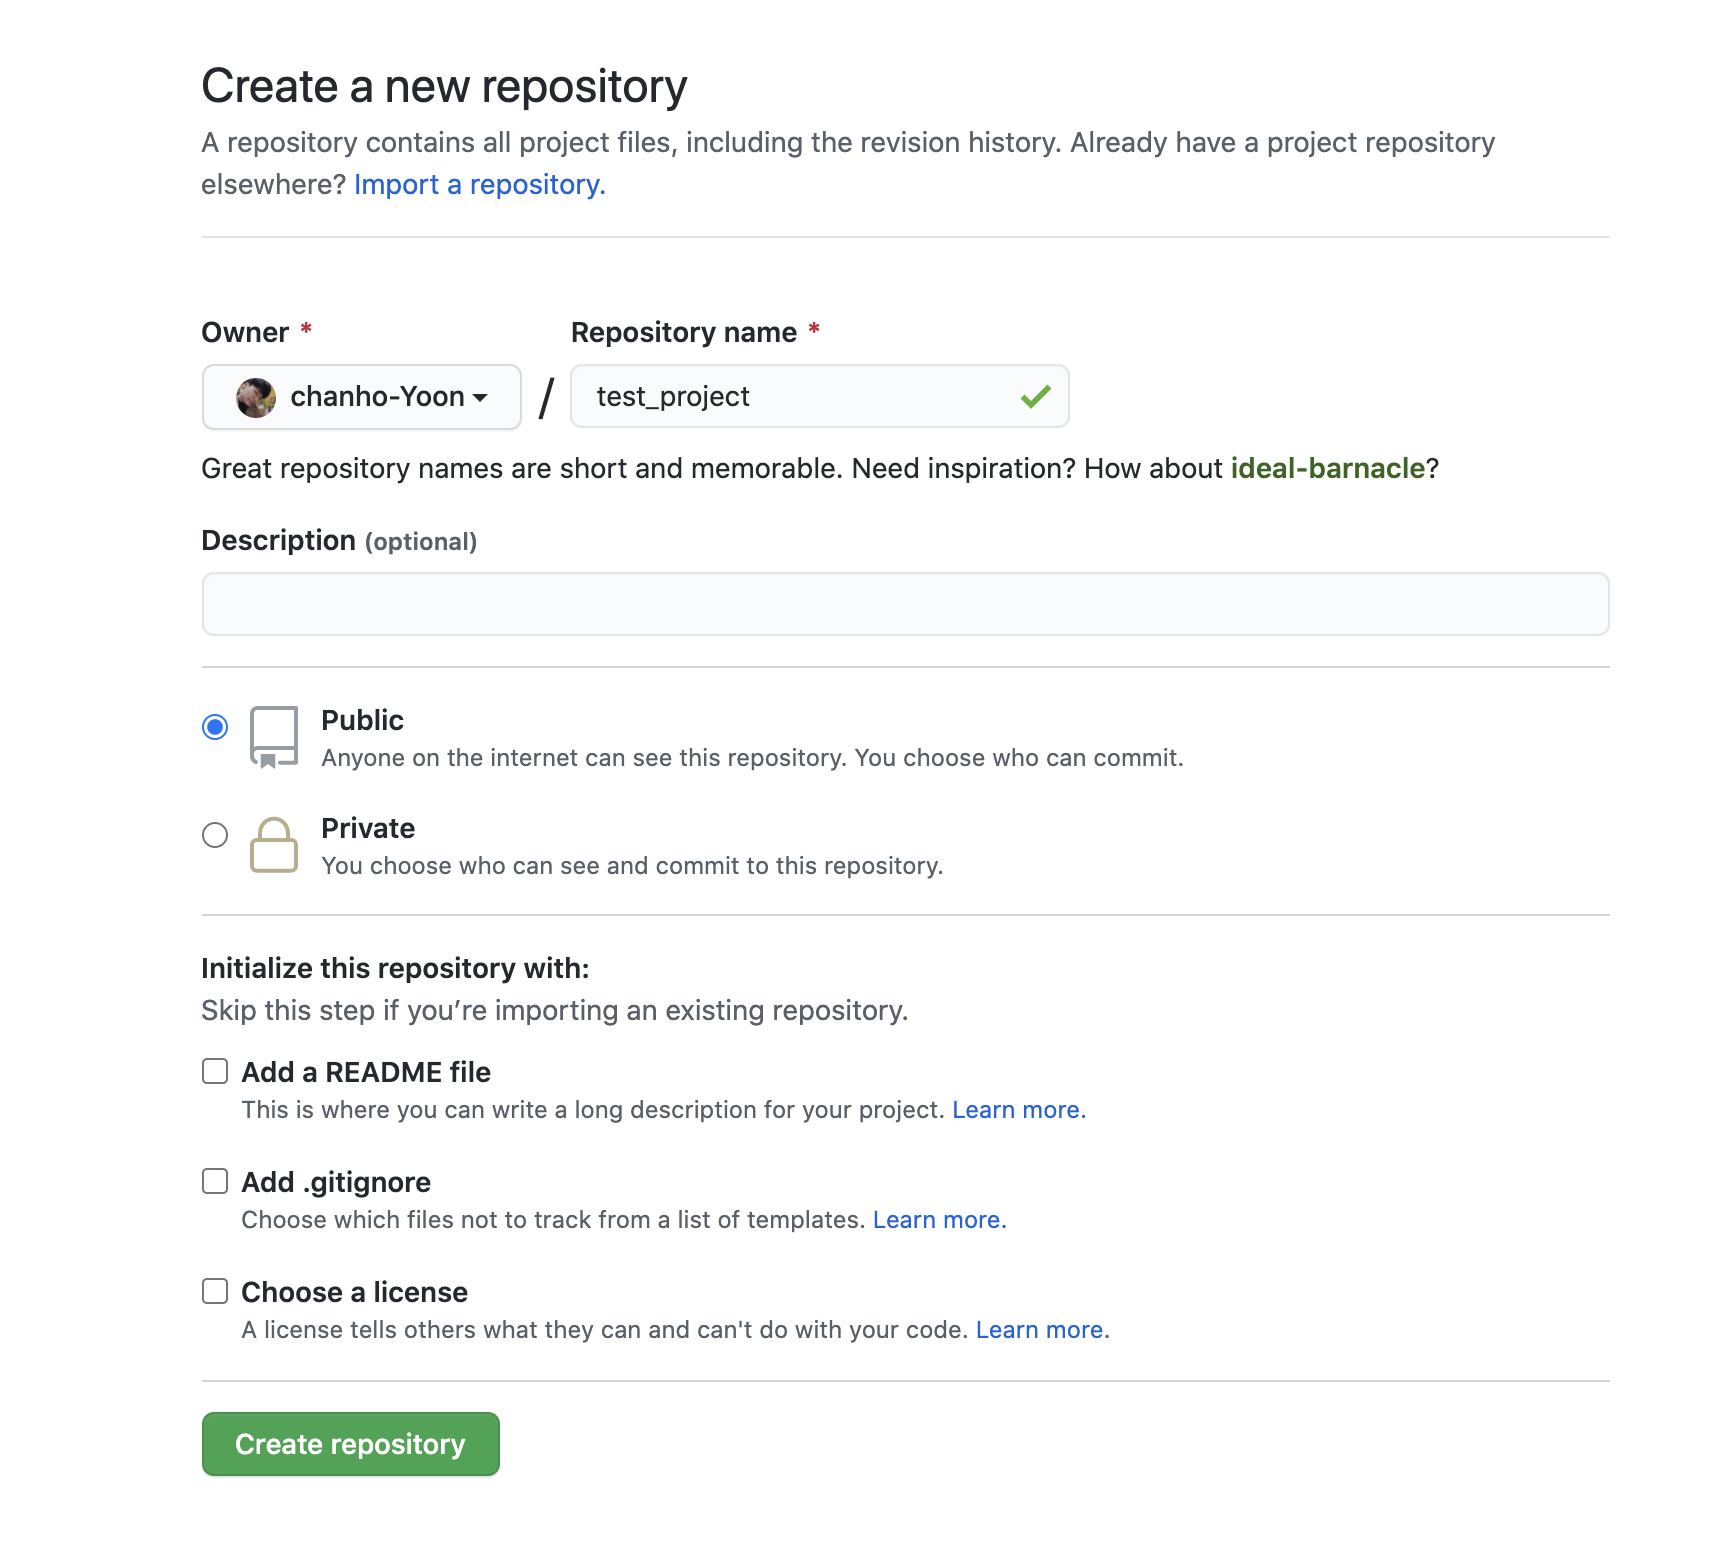 Create a new repository
A repository contains all project files, including the revision history. Already have a project repository
elsewhere? Import a repository.
Owner *
Repository name *
chanho-Yoon
/
test_project
Great repository names are short and memorable. Need inspiration? How about ideal-barnacle?
Description (optional)
Public
Anyone on the internet can see this repository. You choose who can commit.
Private
You choose who can see and commit to this repository.
Initialize this repository with:
Skip this step if you’re importing an existing repository.
Add a README file
This is where you can write a long description for your project. Learn more.
Add .gitignore
Choose which files not to track from a list of templates. Learn more.
Choose a license
A license tells others what they can and can't do with your code. Learn more.
Create repository